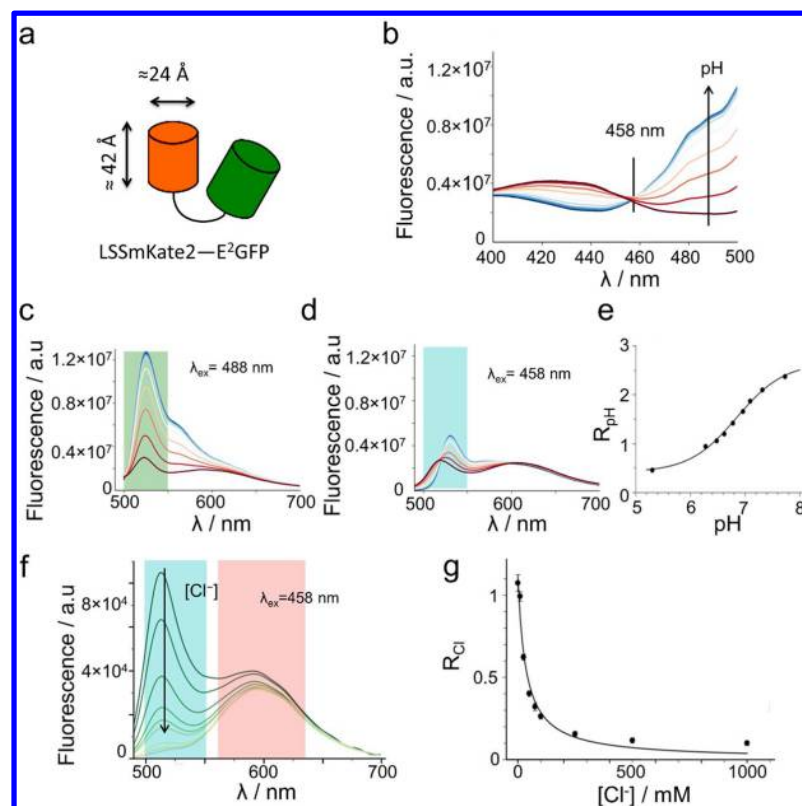 a
≈24 Å
≈ 42 Å
LSSmKate2—E²GFP
b
Fluorescence / a.u.
1.2×10⁷
0.8×10⁷
0.4×10⁷
0
pH
458 nm
400 420 440 460 480 500
λ / nm
c
Fluorescence / a.u
1.2×10⁷
0.8×10⁷
0.4×10⁷
λex= 488 nm
500 600 700
λ / nm
d
Fluorescence / a.u
1.2×10⁷
0.8×10⁷
0.4×10⁷
λex= 458 nm
500 600 700
λ / nm
e
RpH
3
2
1
0
5 6 7 8
pH
f
Fluorescence / a.u
8×10⁴
4×10⁴
0
[Cl⁻]
λex=458 nm
500 600 700
λ / nm
g
RCl
1
0.5
0
0 500 1000
[Cl⁻] / mM